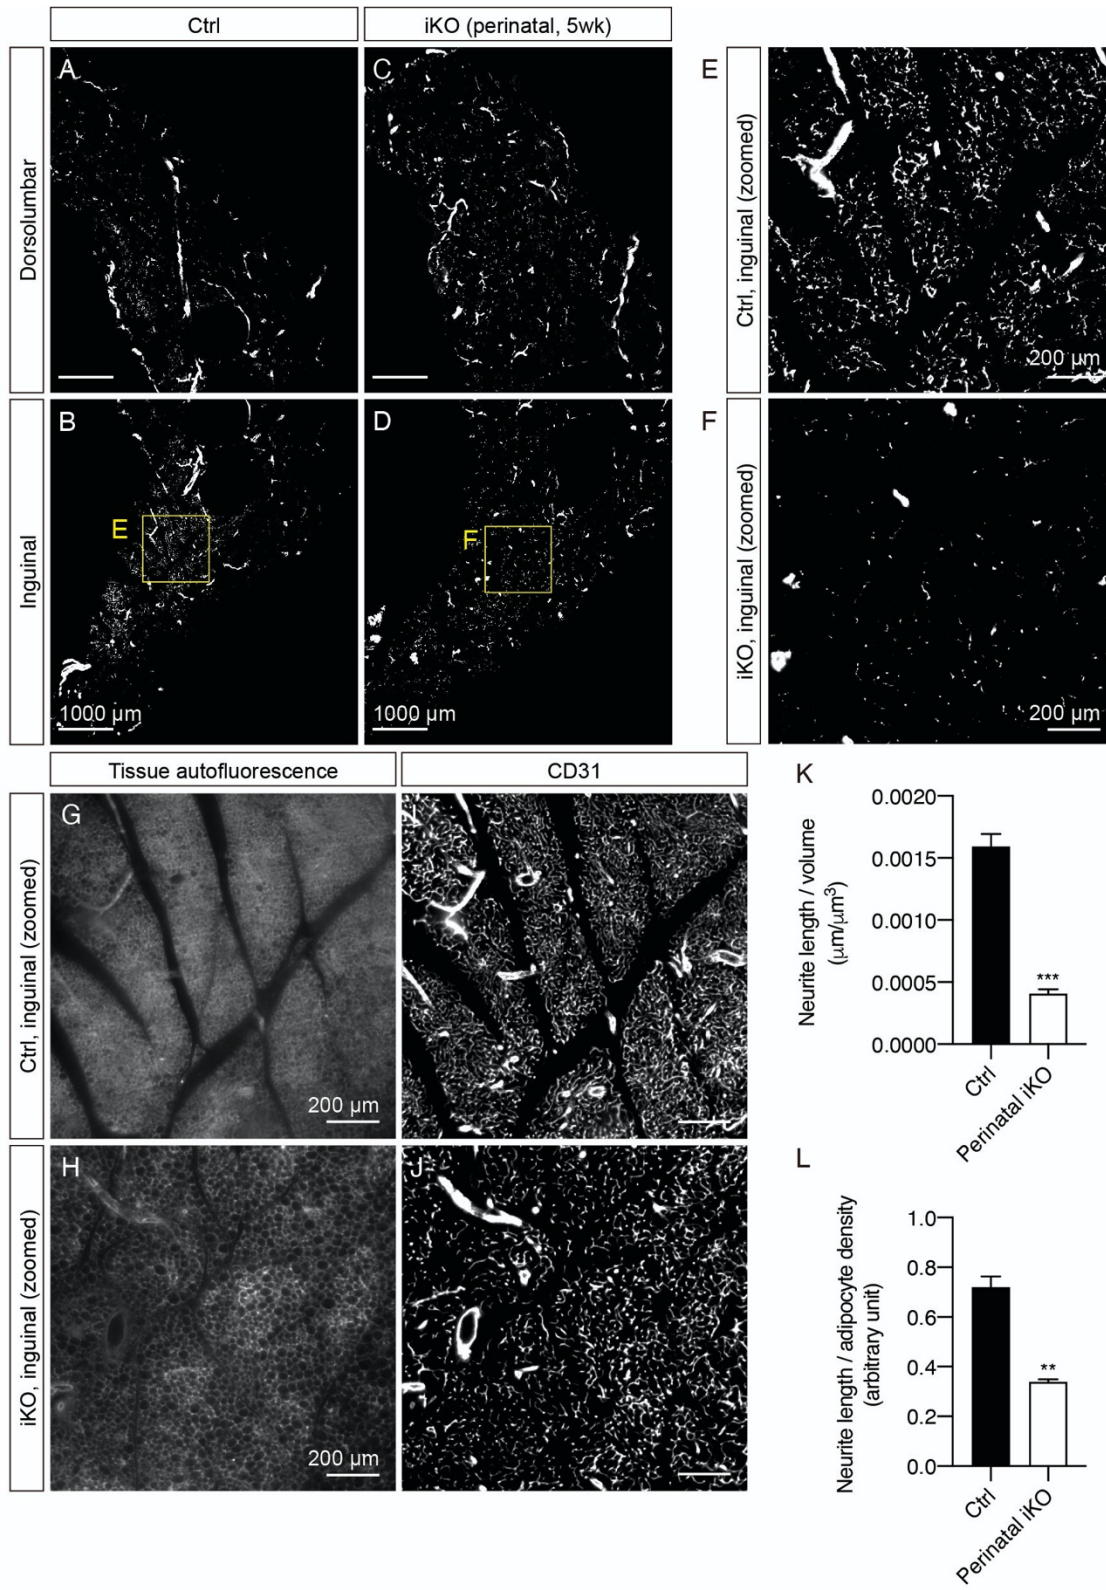 Ctrl
iKO (perinatal, 5wk)
Dorsolumbar
A
C
E
Ctrl, inguinal (zoomed)
200 μm
Inguinal
B
E
1000 μm
D
F
1000 μm
F
iKO, inguinal (zoomed)
200 μm
Tissue autofluorescence
CD31
Ctrl, inguinal (zoomed)
G
200 μm
I
iKO, inguinal (zoomed)
H
200 μm
J
K
Neurite length / volume
(μm/μm³)
0.0020
0.0015
0.0010
0.0005
0.0000
***
Ctrl
Perinatal iKO
L
Neurite length / adipocyte density
(arbitrary unit)
1.0
0.8
0.6
0.4
0.2
0.0
**
Ctrl
Perinatal iKO